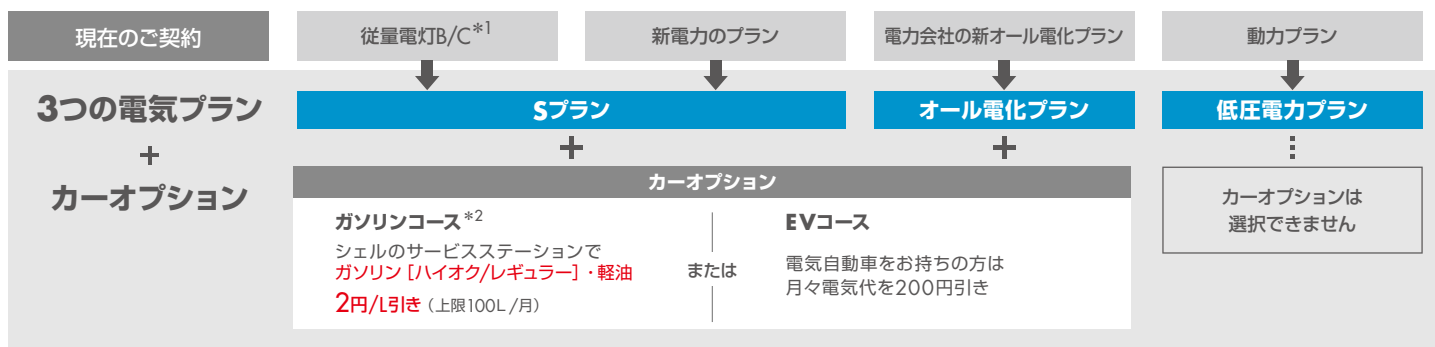 現在のご契約
従量電灯B/C*1
新電力のプラン
電力会社の新オール電化プラン
動力プラン
3つの電気プラン
+
カーオプション
Sプラン
オール電化プラン
低圧電力プラン
+
+
カーオプション
ガソリンコース*2
シェルのサービスステーションで
ガソリン［ハイオク/レギュラー］・軽油
2円/L引き（上限100L/月）
または
EVコース
電気自動車をお持ちの方は
月々電気代を200円引き
カーオプションは
選択できません